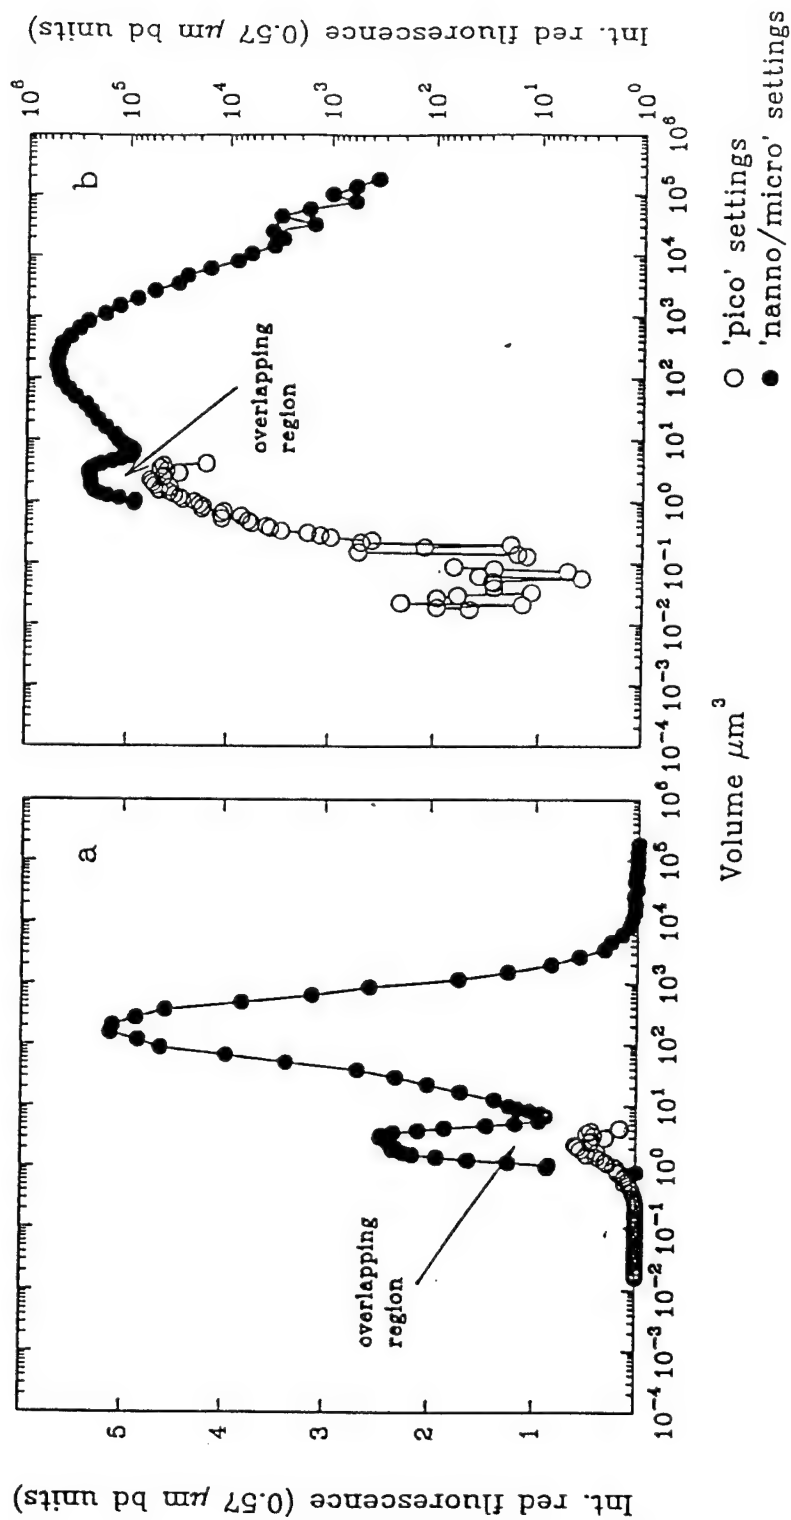 Int. red fluorescence (0.57 μm bd units)
5
4
3
2
1
a
overlapping
region
10⁻⁴ 10⁻³ 10⁻² 10⁻¹ 10⁰ 10¹ 10² 10³ 10⁴ 10⁵ 10⁶
b
overlapping
region
10⁻⁴ 10⁻³ 10⁻² 10⁻¹ 10⁰ 10¹ 10² 10³ 10⁴ 10⁵ 10⁶
10⁶
10⁵
10⁴
10³
10²
10¹
10⁰
Int. red fluorescence (0.57 μm bd units)
Volume μm³
'pico' settings
'nanno/micro' settings